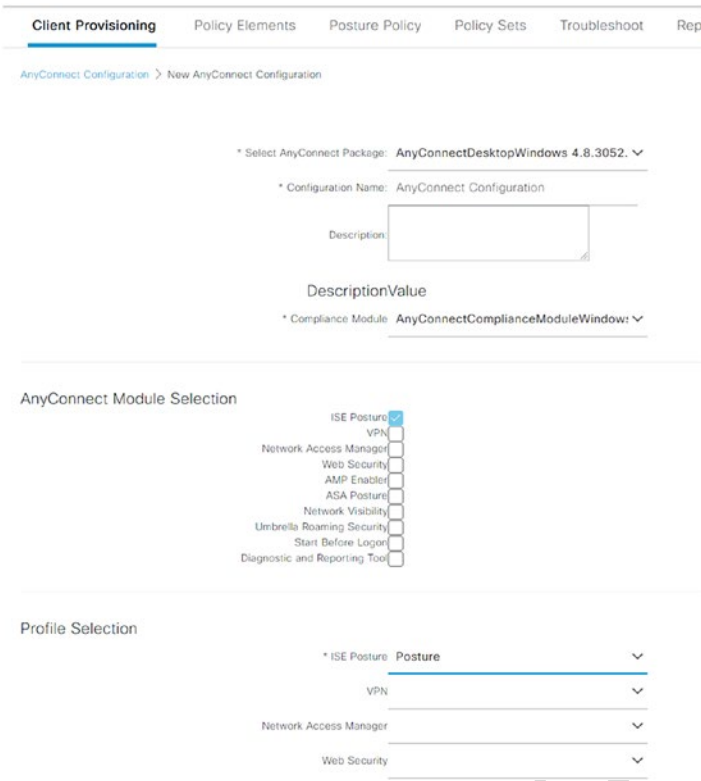 Client Provisioning Policy Elements Posture Policy Policy Sets Troubleshoot Rep
AnyConnect Configuration > New AnyConnect Configuration
* Select AnyConnect Package: AnyConnectDesktopWindows 4.8.3052.
* Configuration Name: AnyConnect Configuration
Description:
DescriptionValue
* Compliance Module AnyConnectComplianceModuleWindows
AnyConnect Module Selection
ISE Posture
VPN
Network Access Manager
Web Security
AMP Enabler
ASA Posture
Network Visibility
Umbrella Roaming Security
Start Before Logon
Diagnostic and Reporting Tool
Profile Selection
* ISE Posture Posture
VPN
Network Access Manager
Web Security